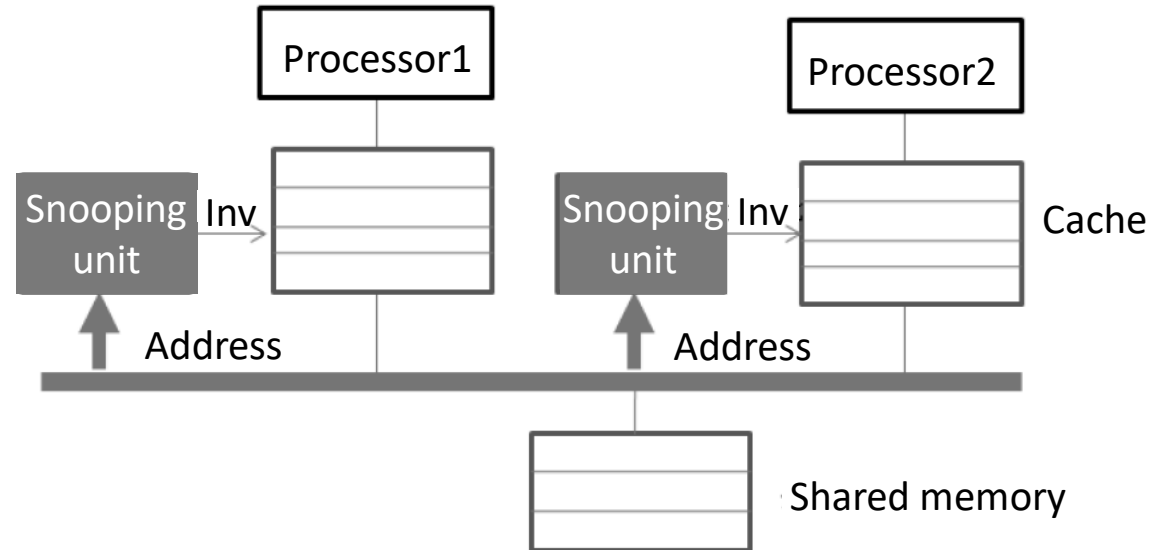 Processor1
Processor2
Snooping
unit
Inv
Snooping
unit
Inv
Cache
Address
Address
Shared memory